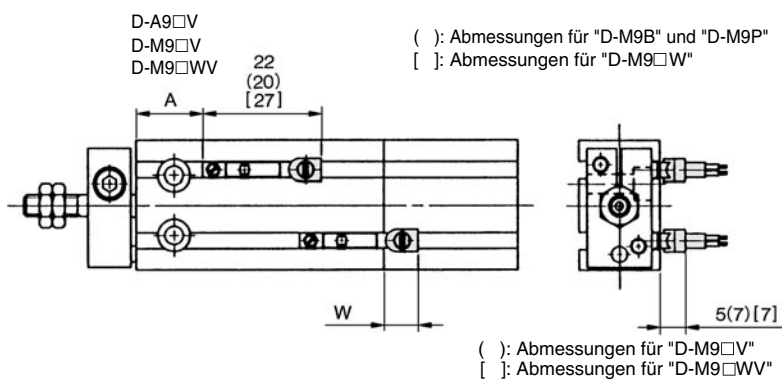 D-A9□V
D-M9□V
D-M9□WV
( ): Abmessungen für "D-M9B" und "D-M9P"
[ ]: Abmessungen für "D-M9□W"
22
(20)
[27]
A
W
5(7)[7]
( ): Abmessungen für "D-M9□V"
[ ]: Abmessungen für "D-M9□WV"